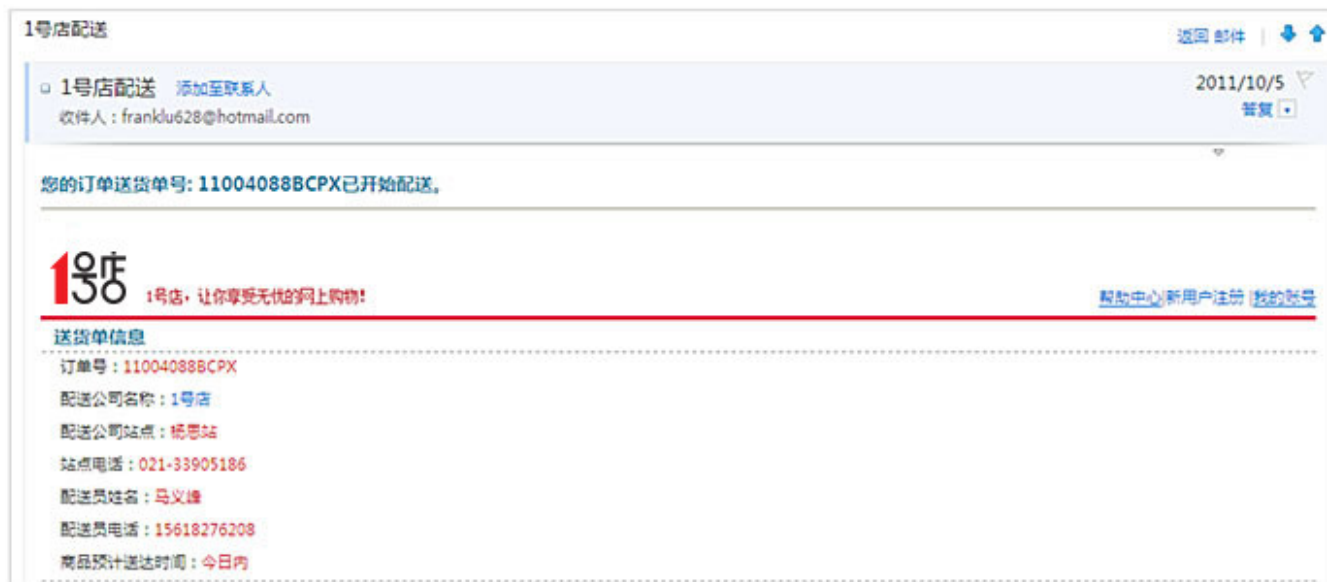 1号店配送
返回 邮件 |
1号店配送 添加至联系人
2011/10/5
收件人：franklu628@hotmail.com
答复
您的订单送货单号: 11004088BCPX已开始配送。
1号店
1号店，让你享受无忧的网上购物！
帮助中心|新用户注册 |我的账号
送货单信息
订单号：11004088BCPX
配送公司名称：1号店
配送公司站点：杨思站
站点电话：021-33905186
配送员姓名：马义峰
配送员电话：15618276208
商品预计送达时间：今日内